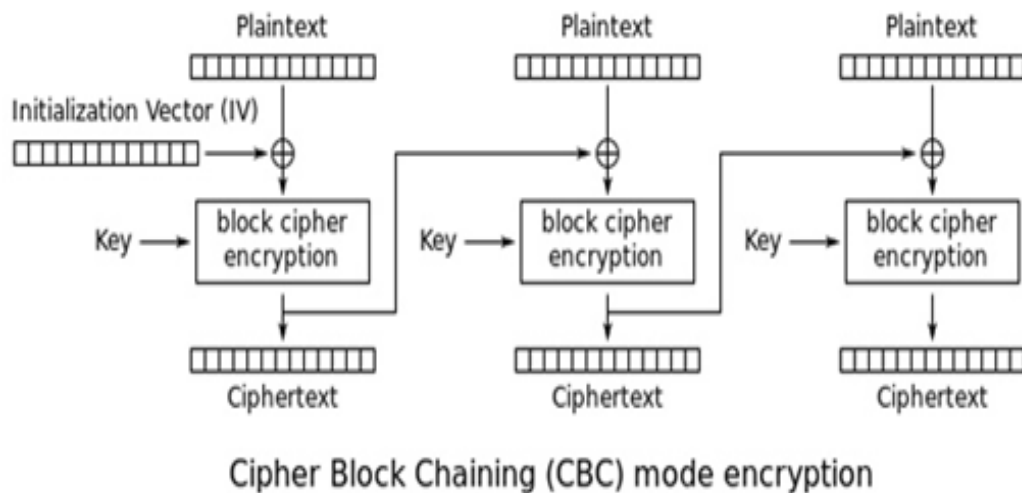 Plaintext
Plaintext
Plaintext
Initialization Vector (IV)
Key
block cipher
encryption
Key
block cipher
encryption
Key
block cipher
encryption
Ciphertext
Ciphertext
Ciphertext
Cipher Block Chaining (CBC) mode encryption